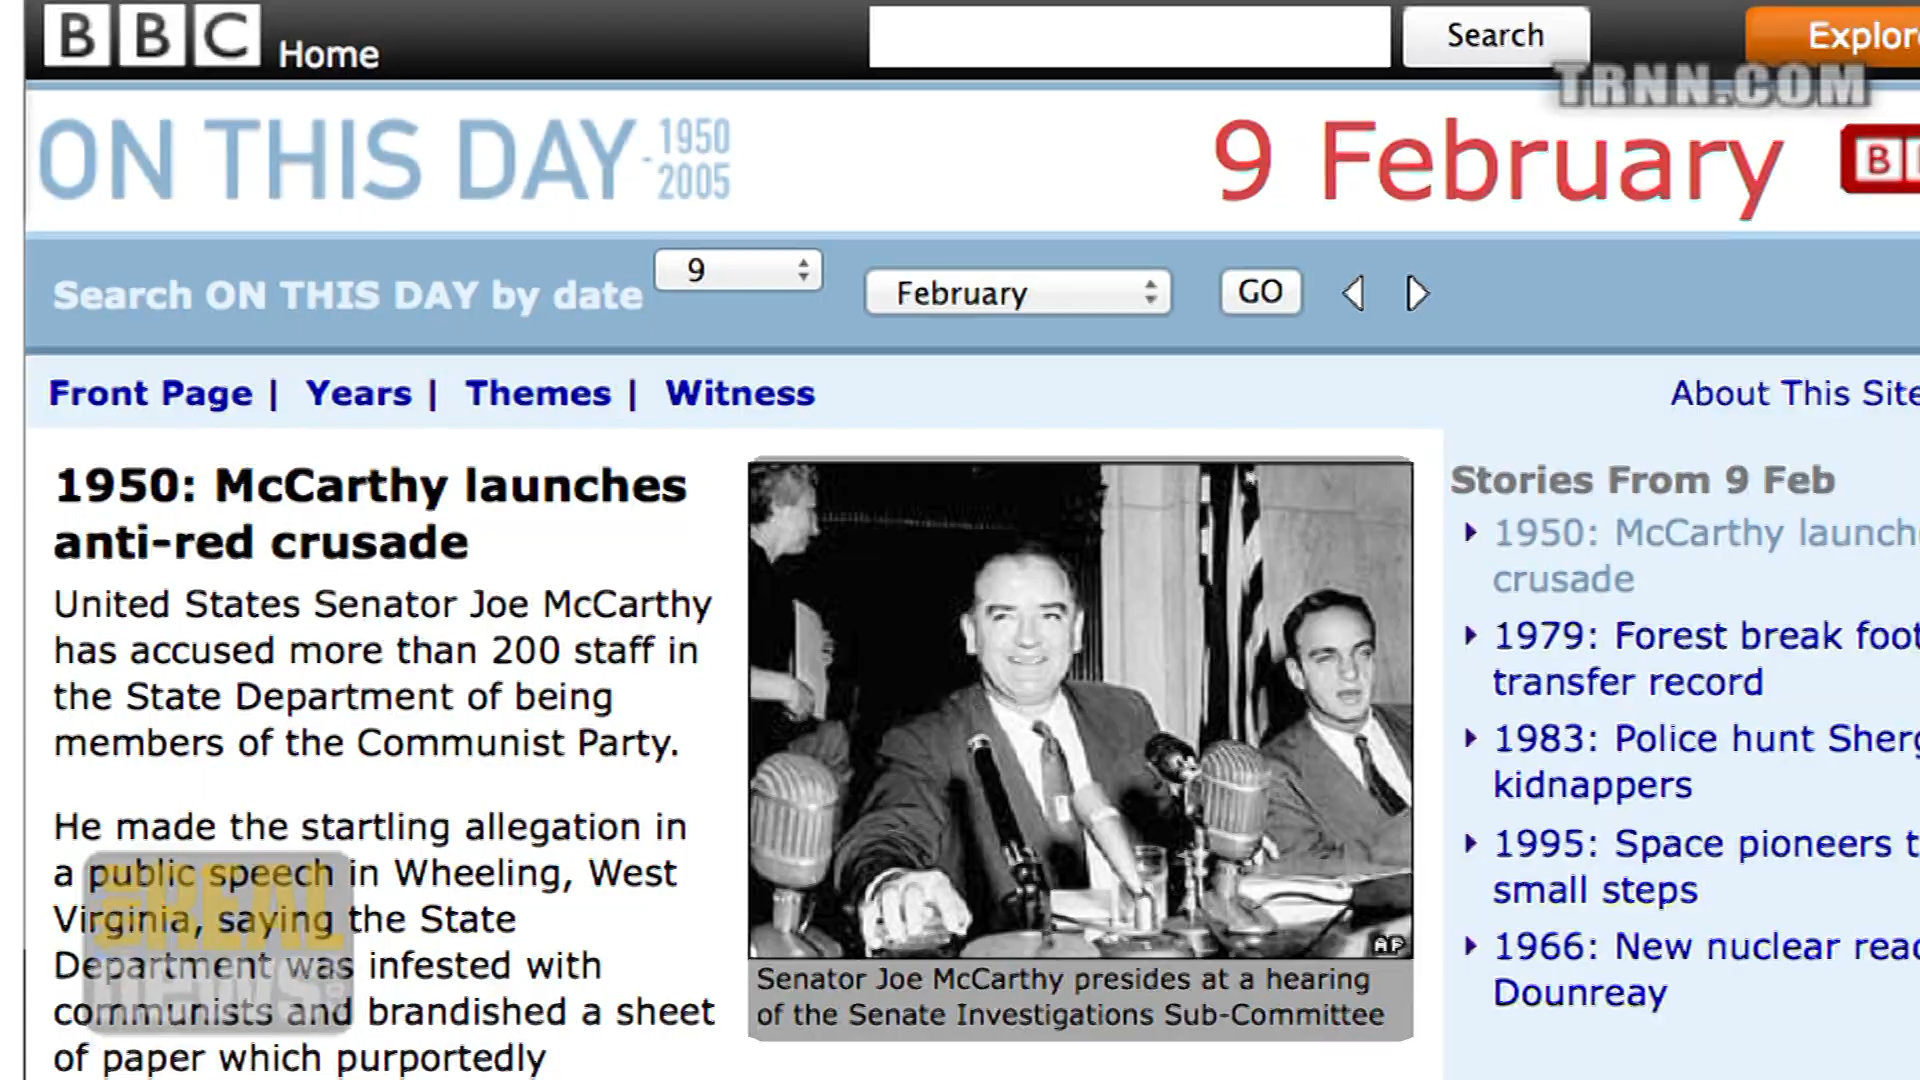 BBC Home
Search
Explore
TRNN.COM
ON THIS DAY 1950-2005
9 February
Search ON THIS DAY by date
9
February
GO
Front Page | Years | Themes | Witness
About This Site
1950: McCarthy launches
anti-red crusade
United States Senator Joe McCarthy
has accused more than 200 staff in
the State Department of being
members of the Communist Party.
He made the startling allegation in
a public speech in Wheeling, West
Virginia, saying the State
Department was infested with
communists and brandished a sheet
of paper which purportedly
THE REAL
news
AP
Senator Joe McCarthy presides at a hearing
of the Senate Investigations Sub-Committee
Stories From 9 Feb
1950: McCarthy
crusade
1979: Forest break
transfer record
1983: Police hunt
kidnappers
1995: Space pioneers
small steps
1966: New nuclear
Dounreay